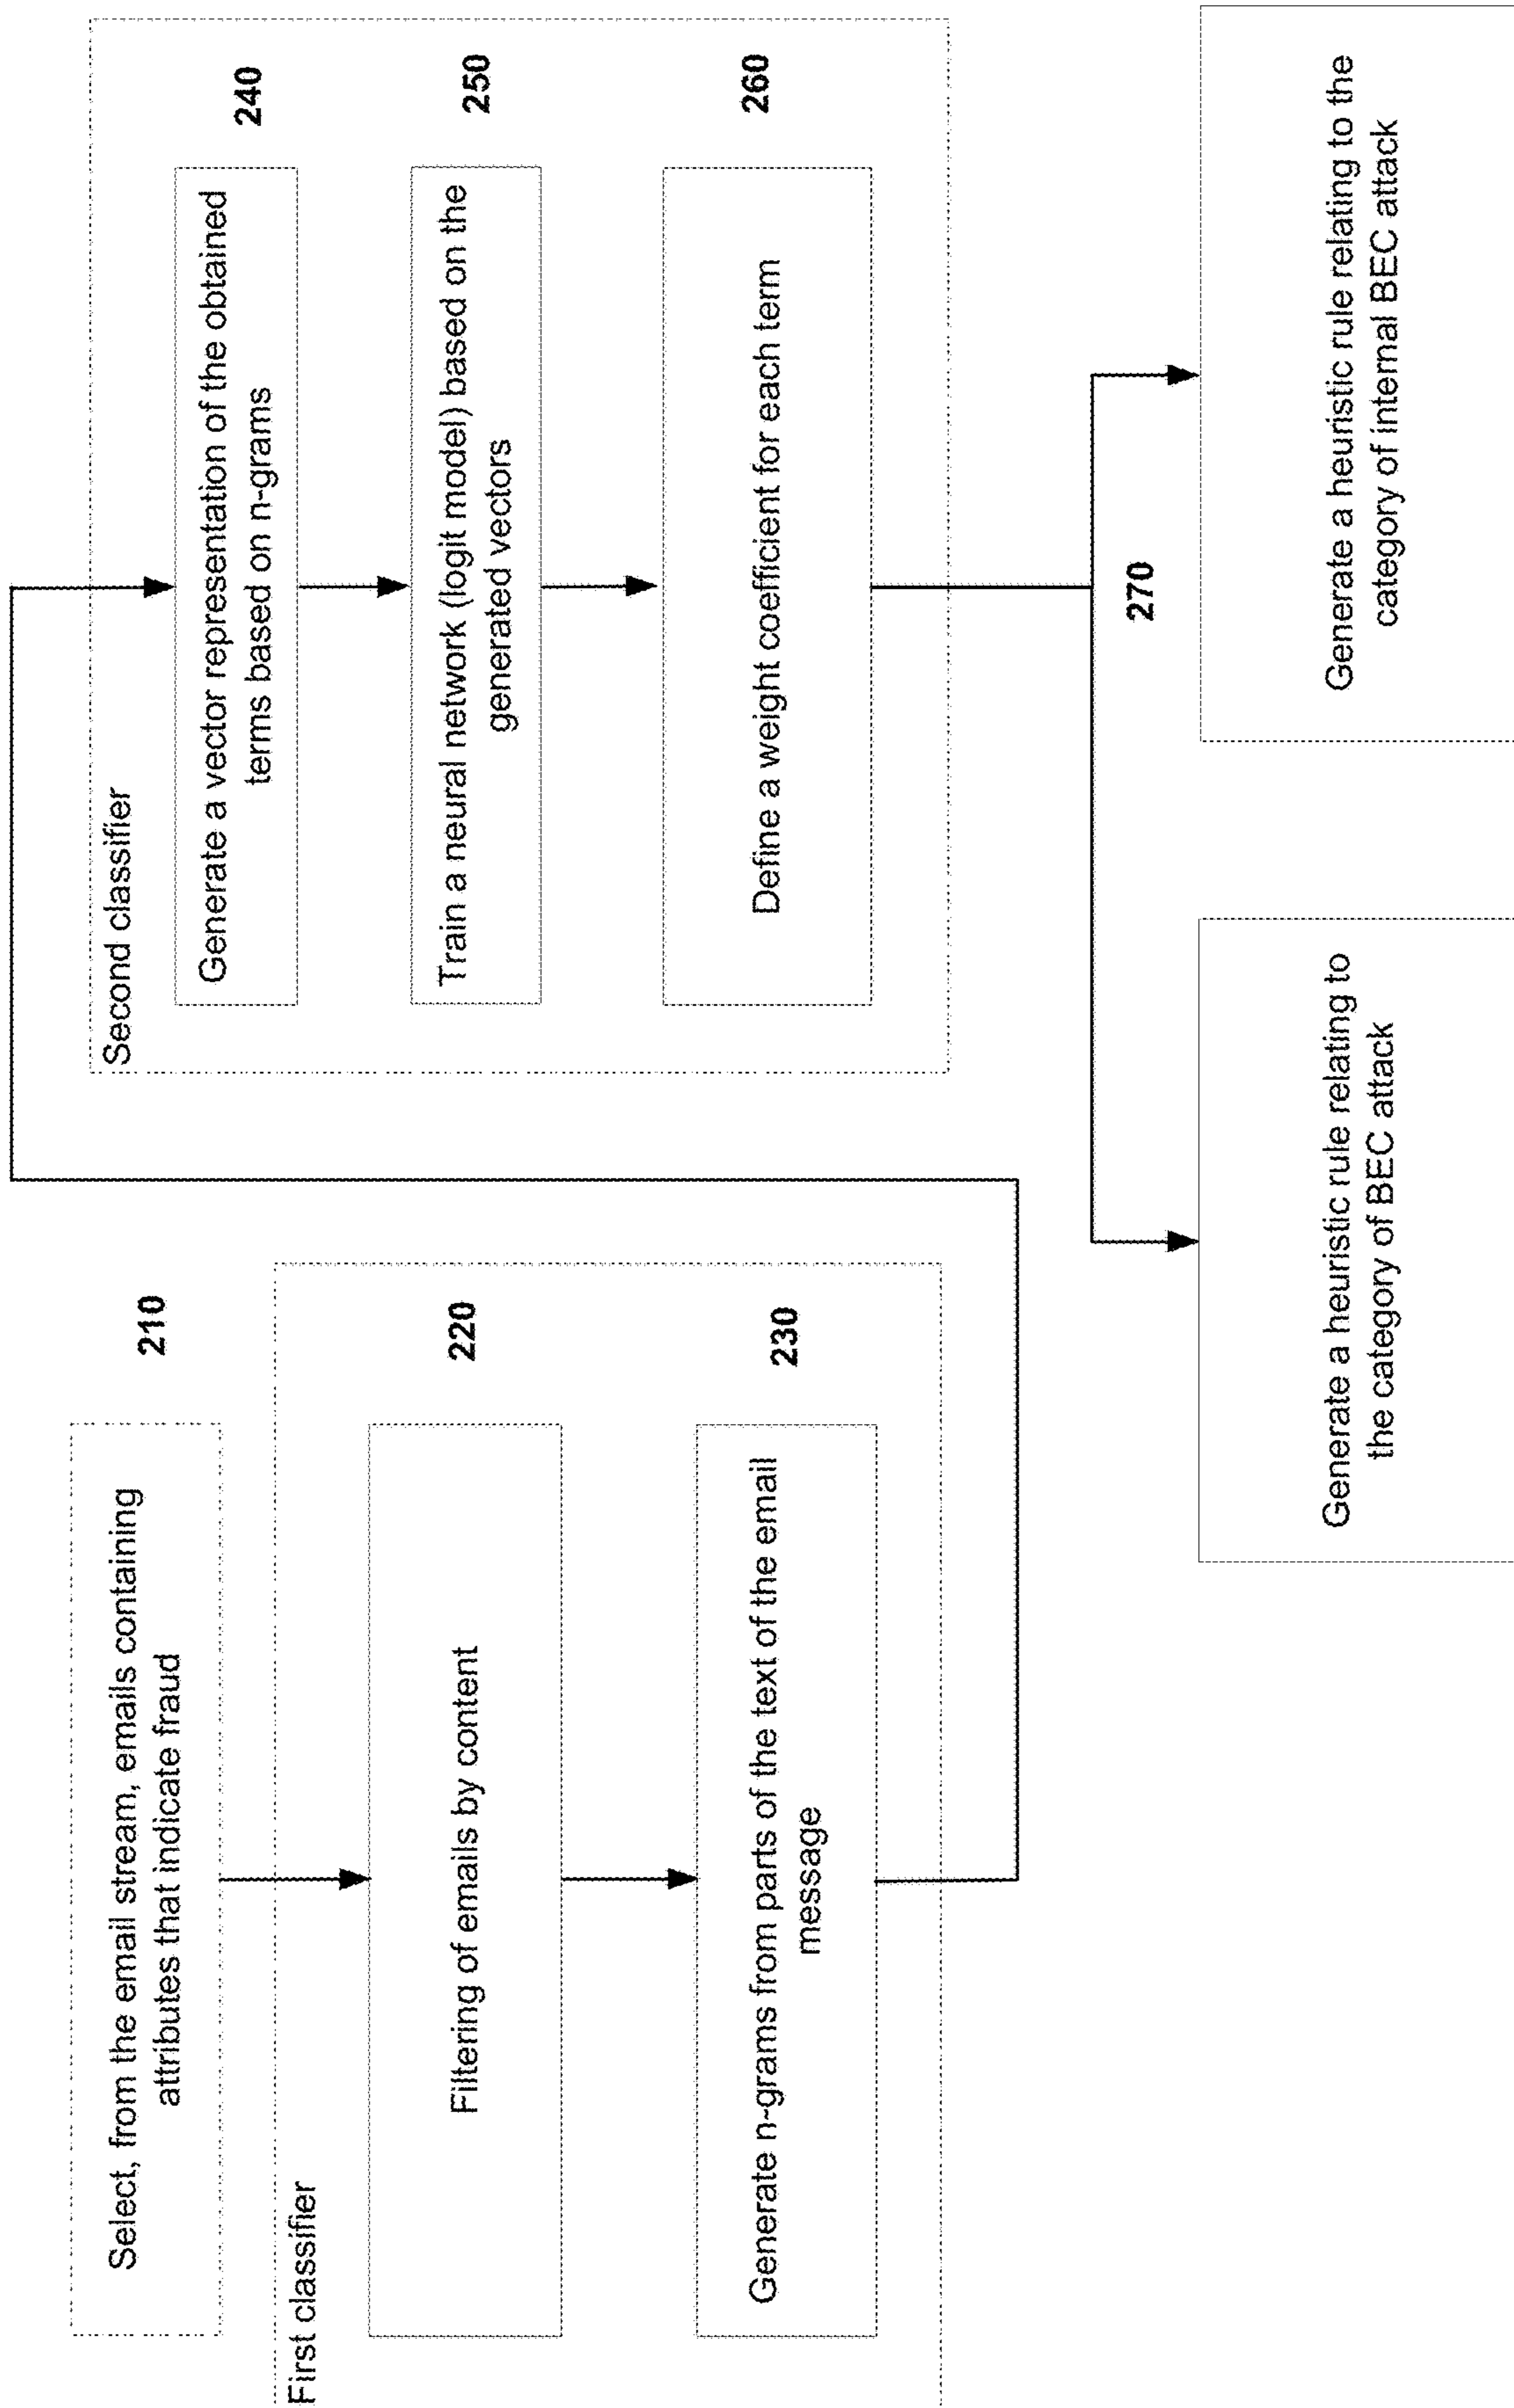 Select, from the email stream, emails containing
attributes that indicate fraud
210
First classifier
Filtering of emails by content
220
Generate n-grams from parts of the text of the email
message
230
Second classifier
Generate a vector representation of the obtained
terms based on n-grams
240
Train a neural network (logit model) based on the
generated vectors
250
Define a weight coefficient for each term
260
270
Generate a heuristic rule relating to
the category of BEC attack
Generate a heuristic rule relating to the
category of internal BEC attack